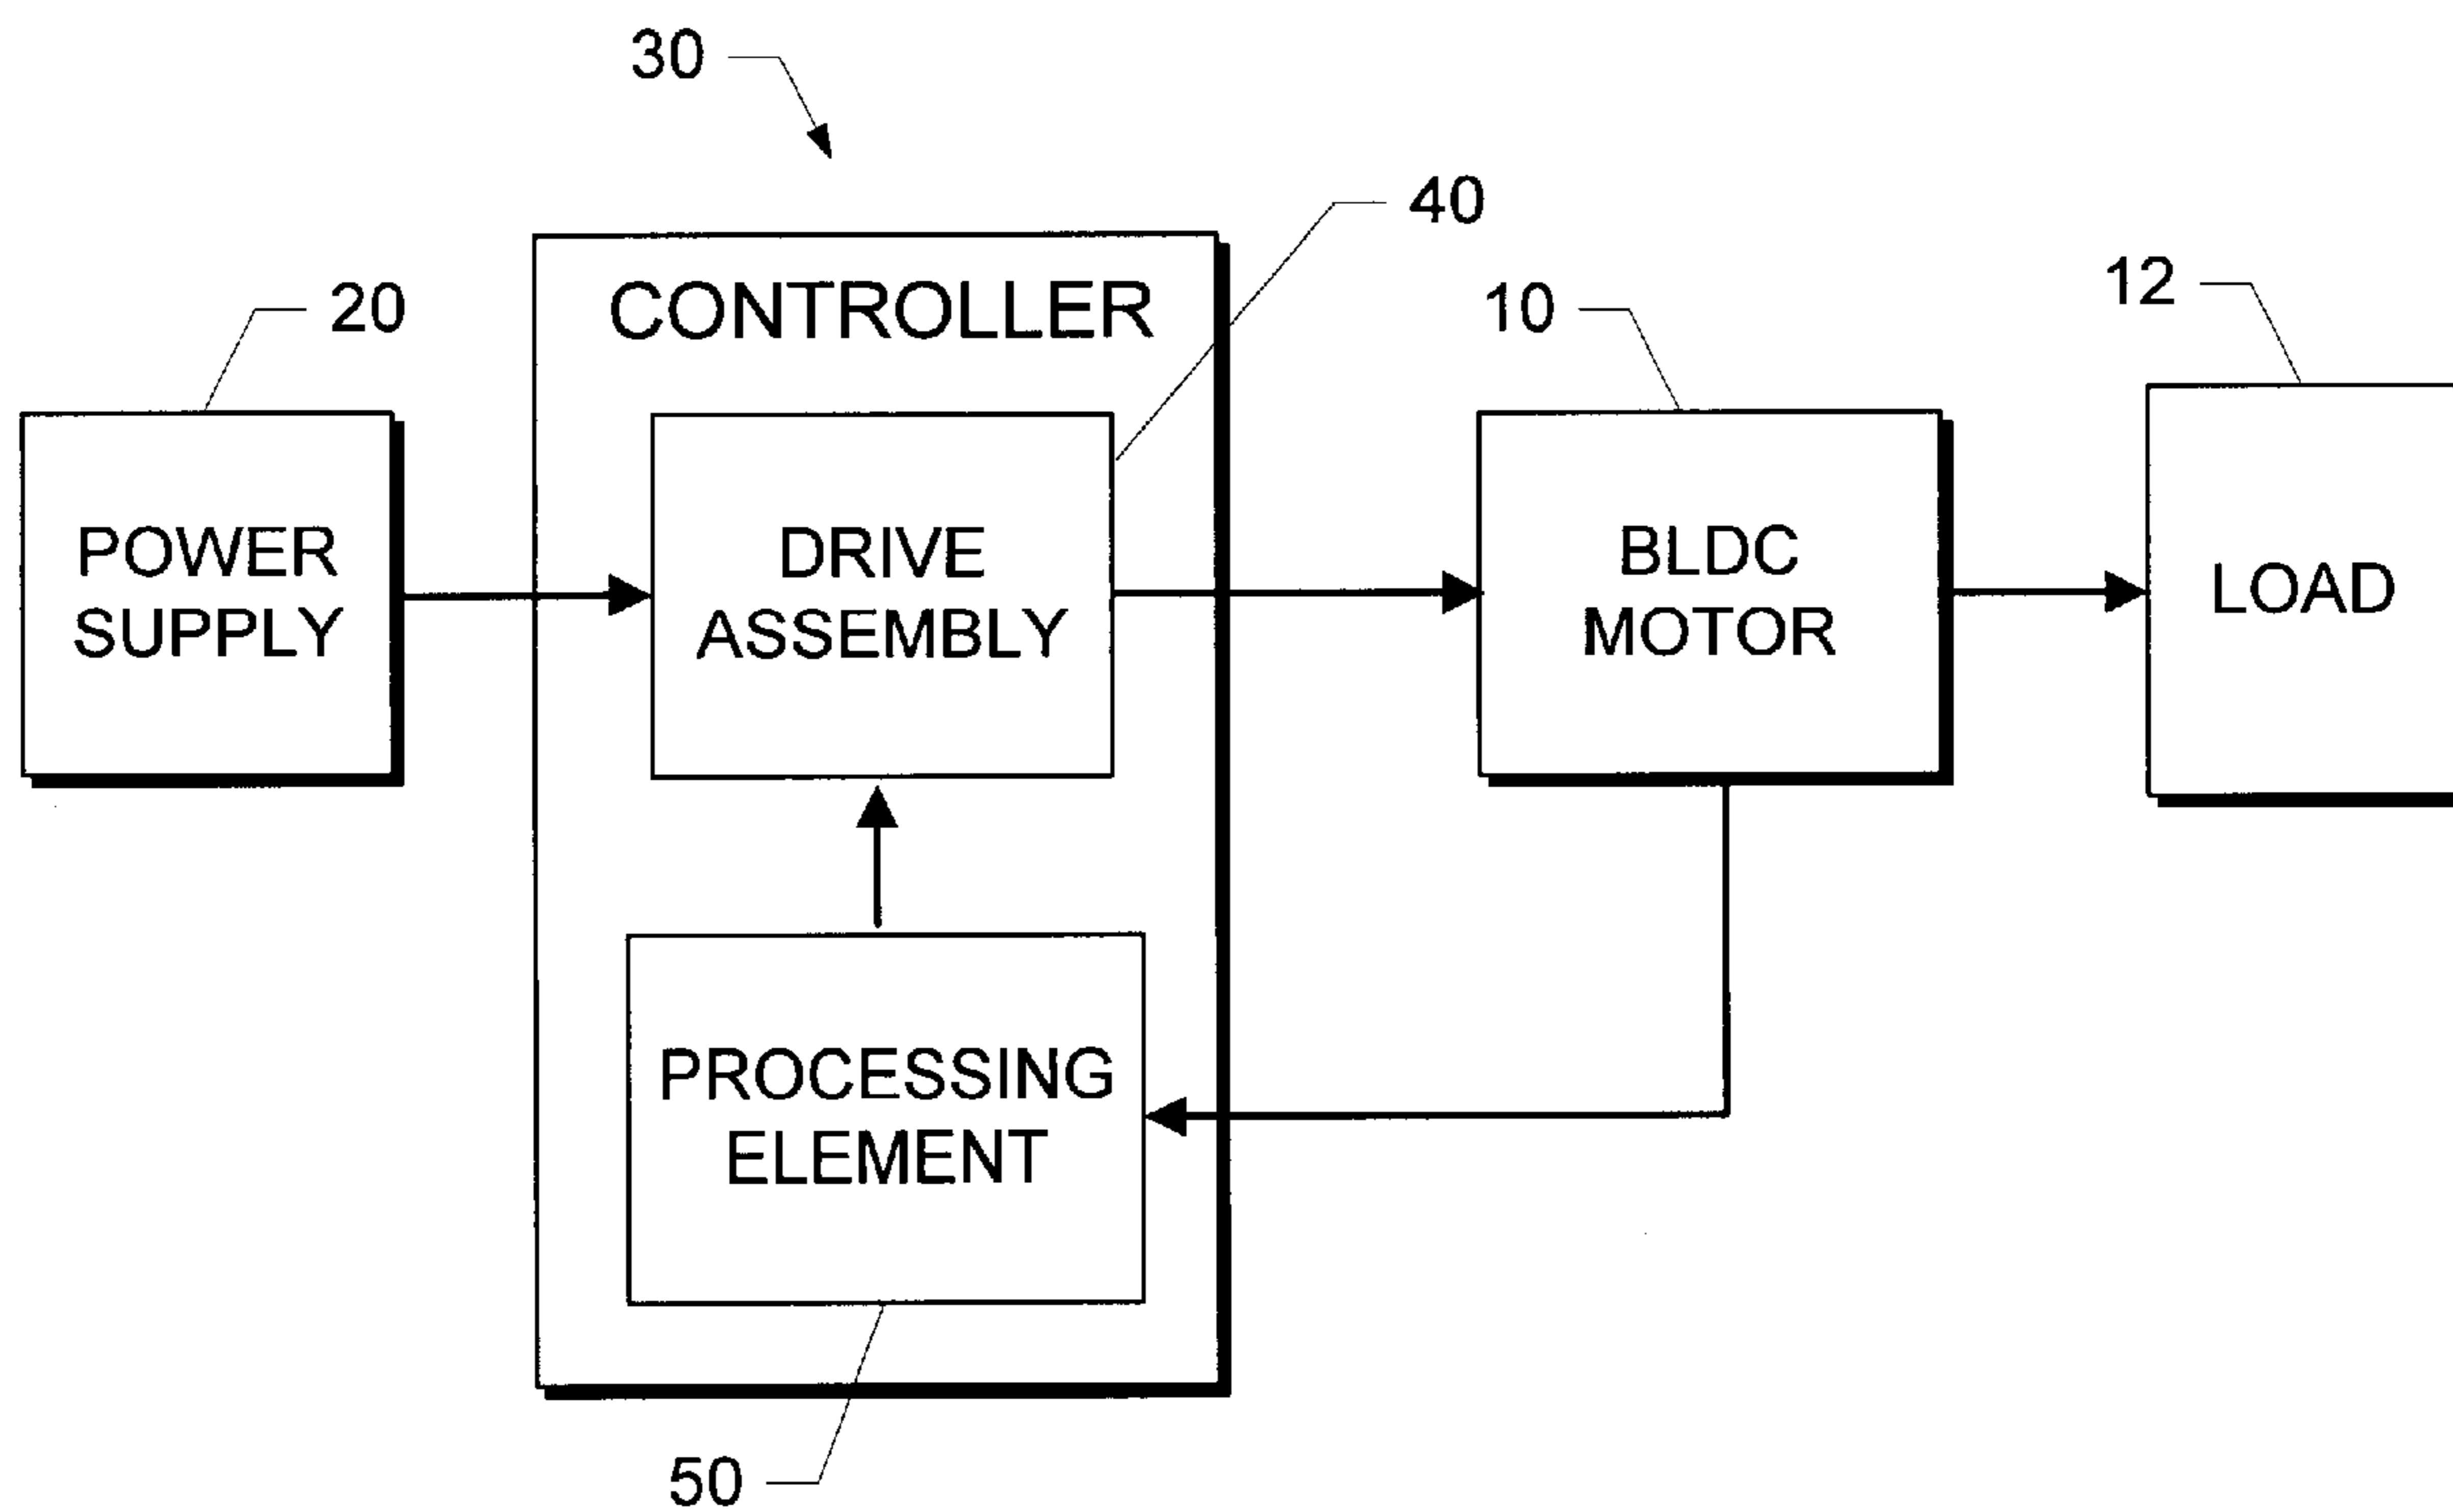 30
40
12
20
CONTROLLER
10
POWER
SUPPLY
DRIVE
ASSEMBLY
BLDC
MOTOR
LOAD
PROCESSING
ELEMENT
50